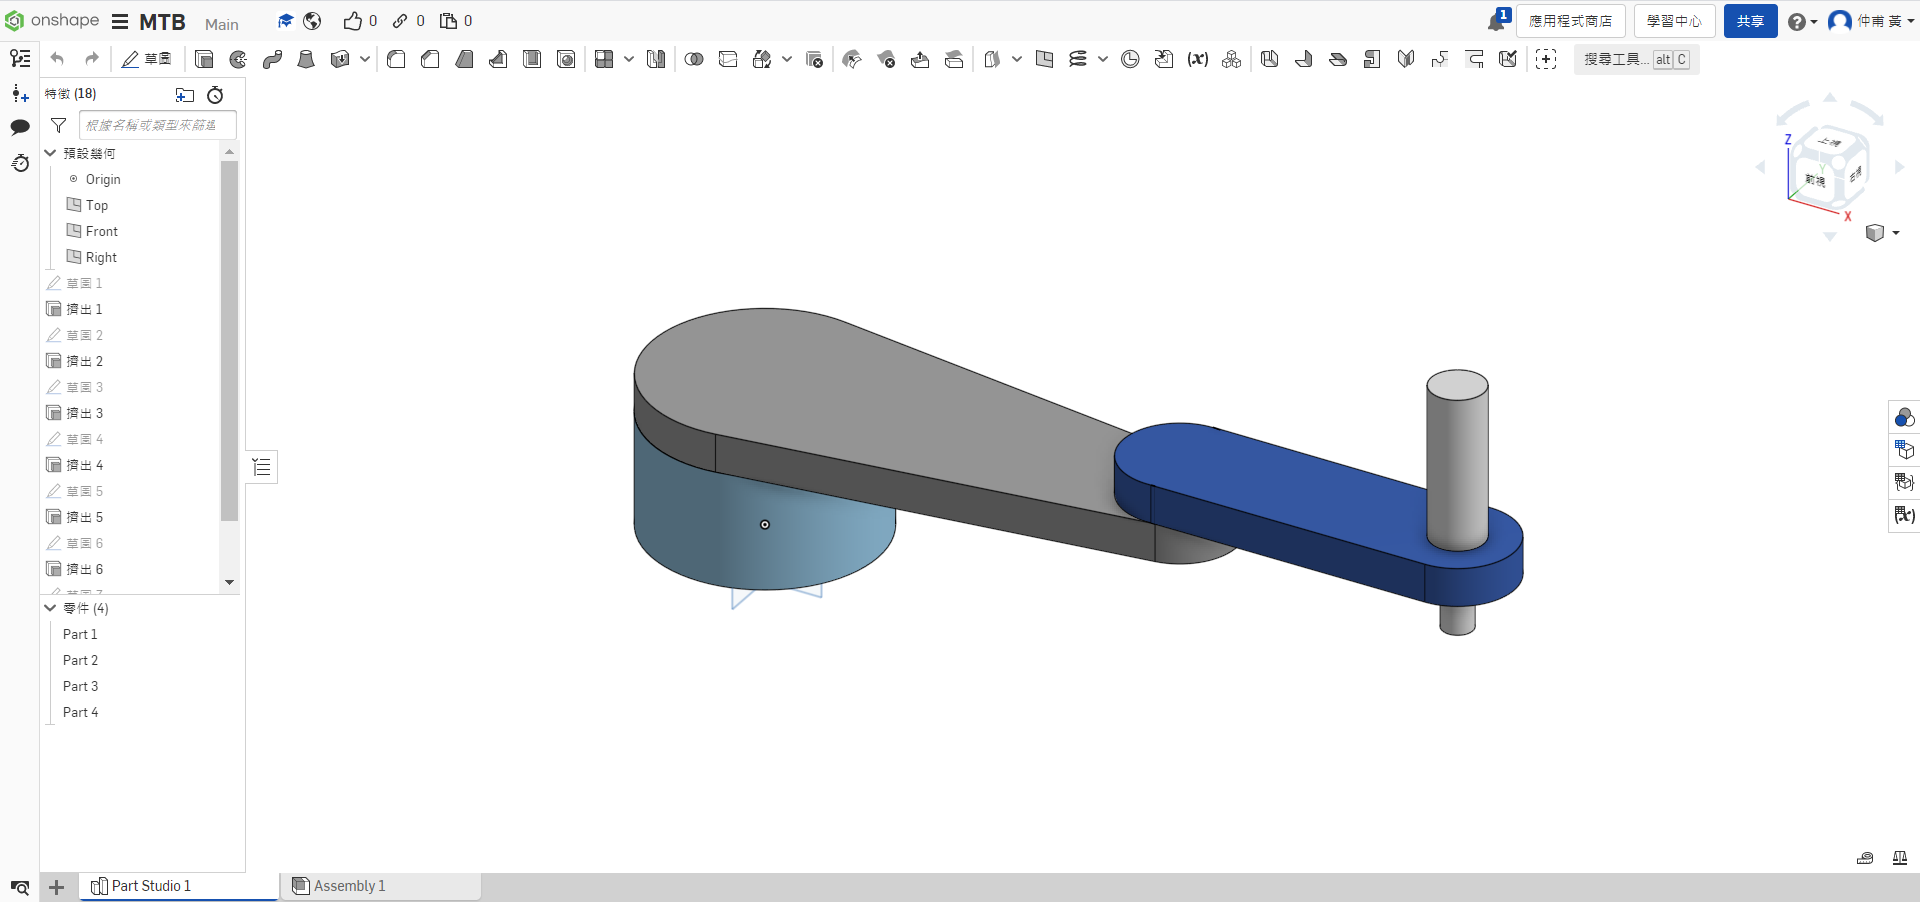 onshape MTB Main 0 0 0 1 應用程式商店 學習中心 共享 仲甫 黃
草圖 (x) 搜尋工具... alt C
特徵 (18)
根據名稱或類型來篩選
預設幾何
Origin
Top
Front
Right
草圖 1
擠出 1
草圖 2
擠出 2
草圖 3
擠出 3
草圖 4
擠出 4
草圖 5
擠出 5
草圖 6
擠出 6
草圖 7
零件 (4)
Part 1
Part 2
Part 3
Part 4
Z
上視
Y
前視
右視
X
(x)
Part Studio 1
Assembly 1